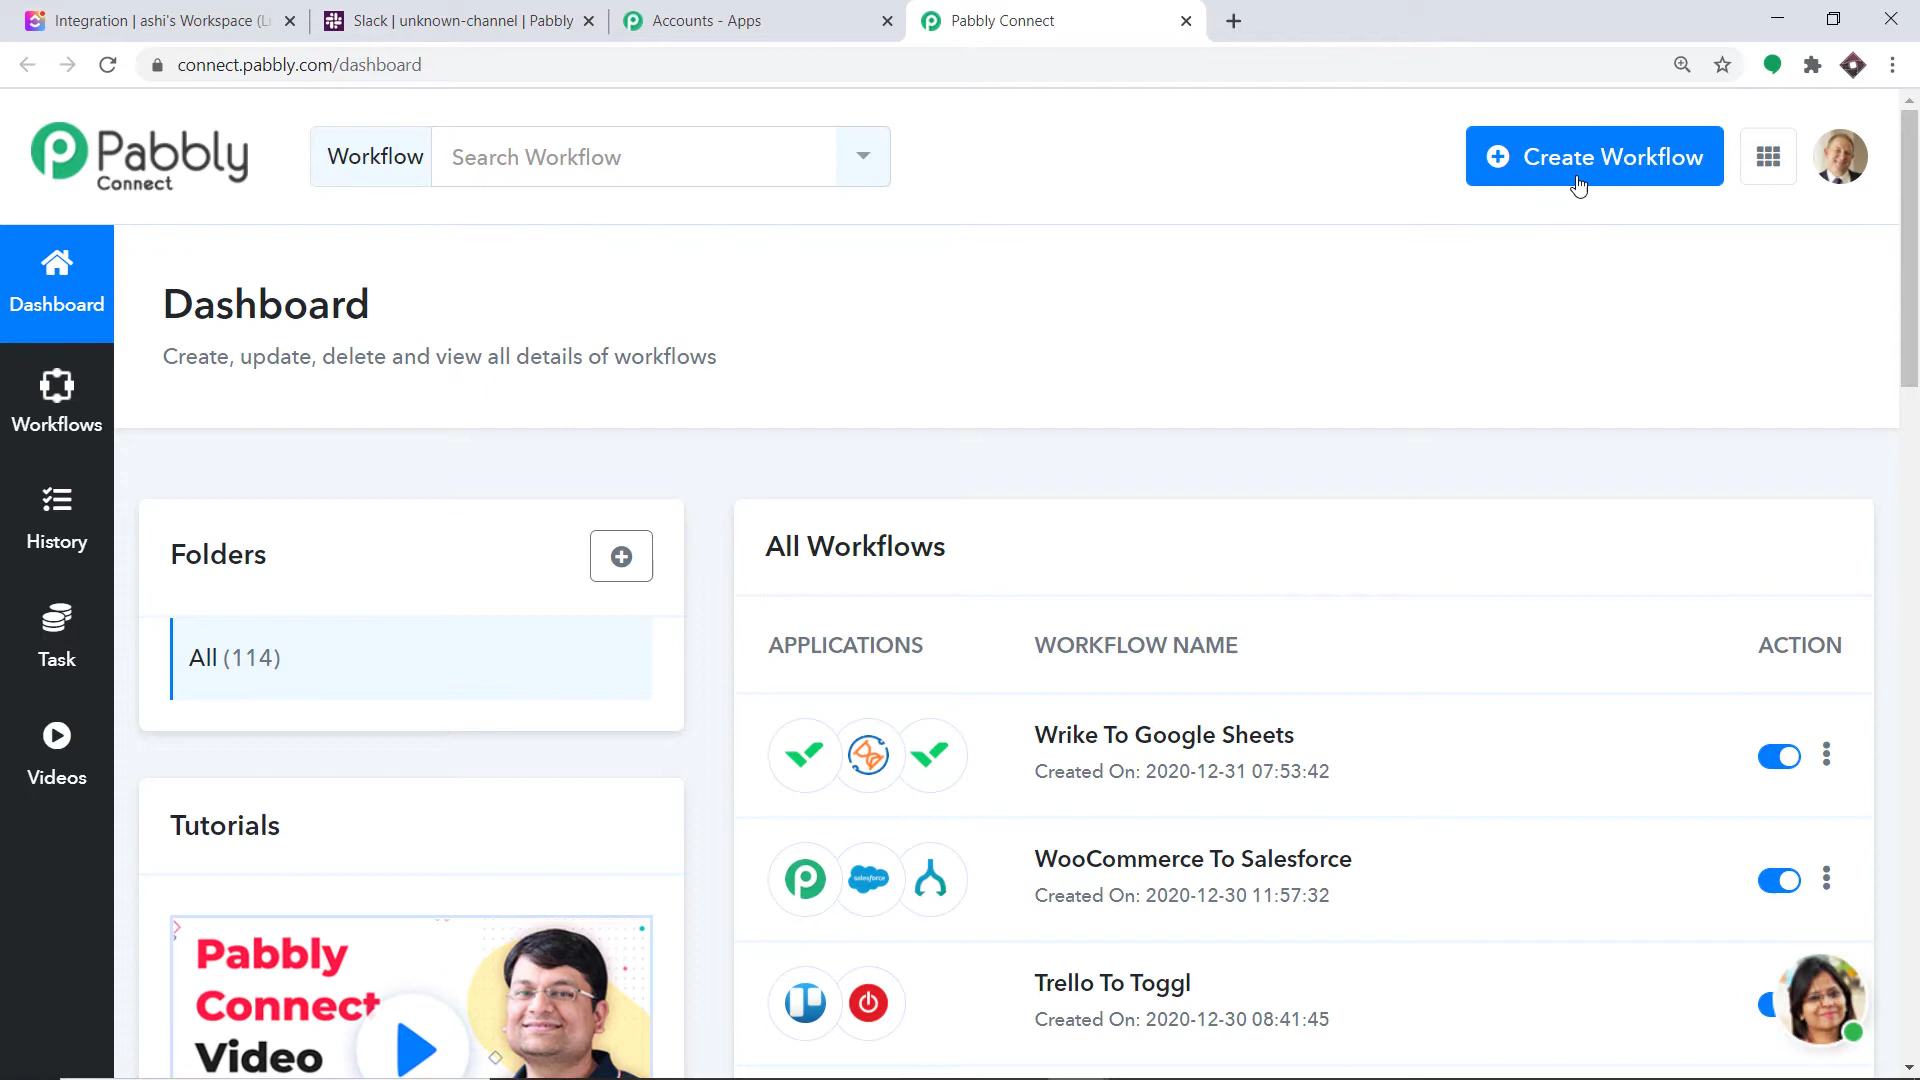 Integration | ashi's Workspace (L
Slack | unknown-channel | Pabbly
Accounts - Apps
Pabbly Connect
connect.pabbly.com/dashboard
Pabbly
Connect
Workflow
Search Workflow
Create Workflow
Dashboard
Workflows
History
Task
Videos
Dashboard
Create, update, delete and view all details of workflows
Folders
All (114)
Tutorials
Pabbly
Connect
Video
All Workflows
APPLICATIONS
WORKFLOW NAME
ACTION
Wrike To Google Sheets
Created On: 2020-12-31 07:53:42
salesforce
WooCommerce To Salesforce
Created On: 2020-12-30 11:57:32
Trello To Toggl
Created On: 2020-12-30 08:41:45